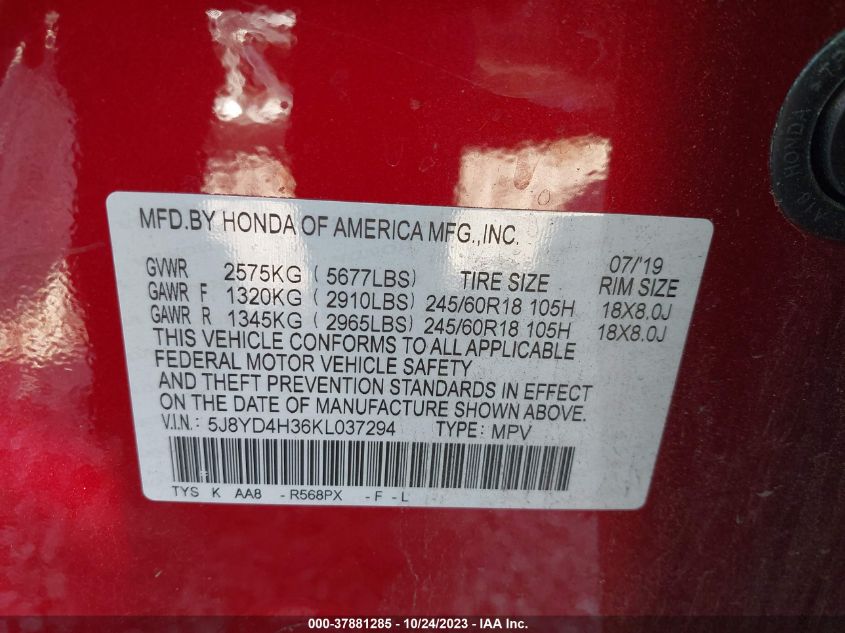 MFD.BY HONDA OF AMERICA MFG.,INC.
07/'19
GVWR 2575KG (5677LBS) TIRE SIZE RIM SIZE
GAWR F 1320KG (2910LBS) 245/60R18 105H 18X8.0J
GAWR R 1345KG (2965LBS) 245/60R18 105H 18X8.0J
THIS VEHICLE CONFORMS TO ALL APPLICABLE
FEDERAL MOTOR VEHICLE SAFETY
AND THEFT PREVENTION STANDARDS IN EFFECT
ON THE DATE OF MANUFACTURE SHOWN ABOVE.
V.I.N.: 5J8YD4H36KL037294 TYPE: MPV
TYS K AA8 -R568PX -F -L
HONDA
000-37881285 - 10/24/2023 - IAA Inc.